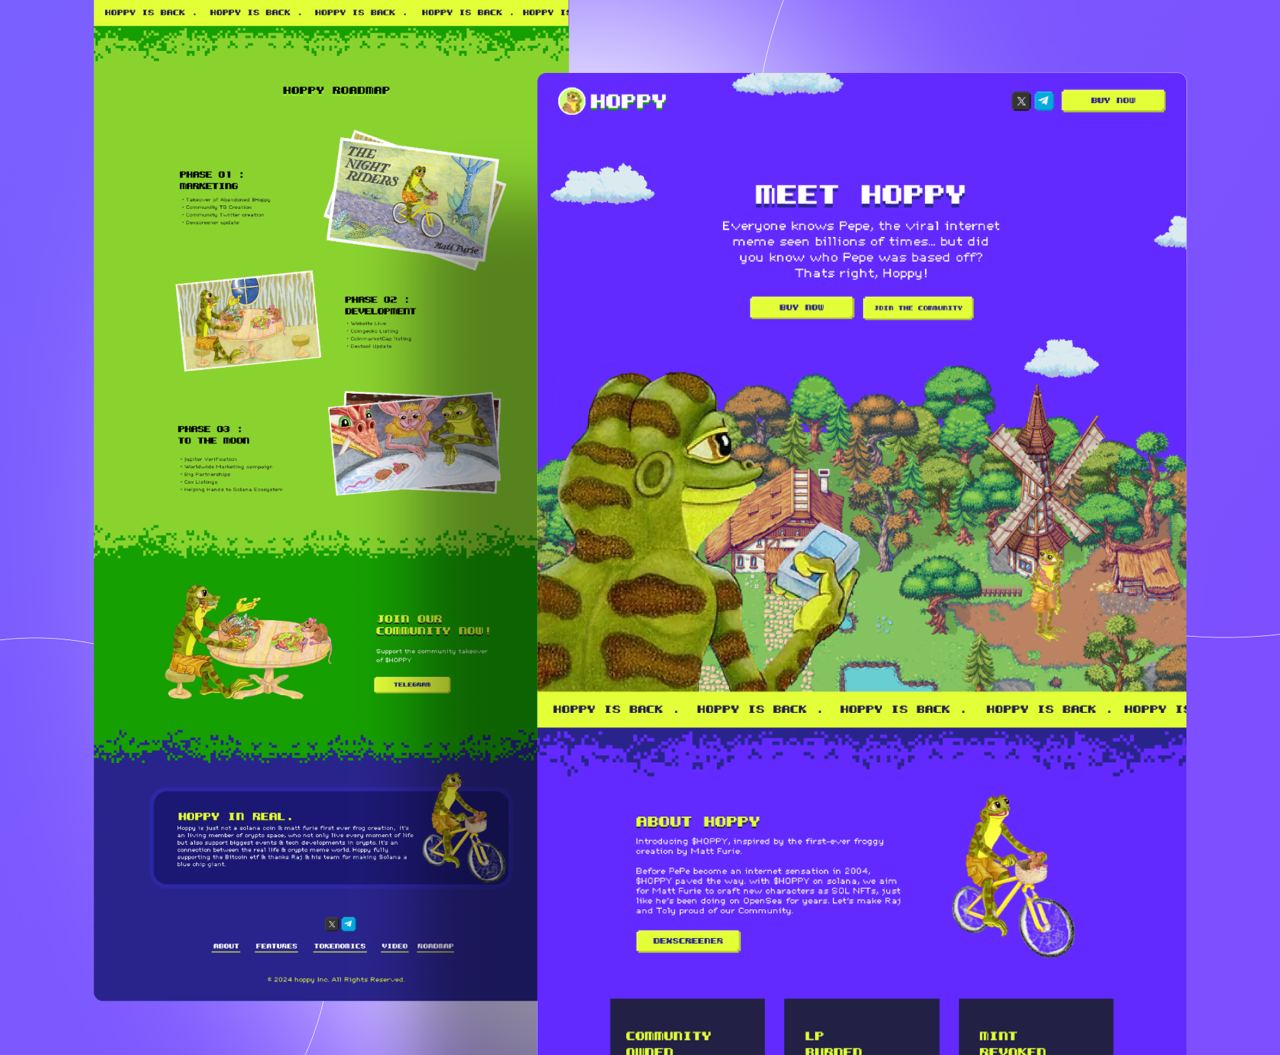 HOPPY IS BACK . HOPPY IS BACK . HOPPY IS BACK . HOPPY IS BACK . HOPPY IS
HOPPY ROADMAP
PHASE 01 :
MARKETING
• Takeover of Abandoned $Hoppy
• Community TG Creation
• Community Twitter creation
• Dexscreener update
THE
NIGHT
RIDERS
Matt Furie
PHASE 02 :
DEVELOPMENT
• Website Live
• Coingecko Listing
• CoinmarketCap listing
• Dextool Update
PHASE 03 :
TO THE MOON
• Jupiter Verification
• Worldwide Marketing campaign
• Big Partnerships
• Cex Listings
• Helping Hands to Solana Ecosystem
JOIN OUR
COMMUNITY NOW!
Support the community takeover
of $HOPPY
TELEGRAM
HOPPY IN REAL.
Hoppy is just not a solana coin & matt furie first ever frog creation, it's
an living member of crypto space, who not only live every moment of life
but also support biggest events & tech developments in crypto. It's an
connection between the real life & crypto meme world. Hoppy fully
supporting the Bitcoin etf & thanks Raj & his team for making Solana a
blue chip giant.
ABOUT FEATURES TOKENOMICS VIDEO ROADMAP
© 2024 hoppy Inc. All Rights Reserved.
HOPPY
BUY NOW
MEET HOPPY
Everyone knows Pepe, the viral internet
meme seen billions of times... but did
you know who Pepe was based off?
Thats right, Hoppy!
BUY NOW
JOIN THE COMMUNITY
HOPPY IS BACK . HOPPY IS BACK . HOPPY IS BACK . HOPPY IS BACK . HOPPY IS
ABOUT HOPPY
Introducing $HOPPY, inspired by the first-ever froggy
creation by Matt Furie.
Before PePe become an internet sensation in 2004,
$HOPPY paved the way. with $HOPPY on solana, we aim
for Matt Furie to craft new characters as SOL NFTs, just
like he's been doing on OpenSea for years. Let's make Raj
and Toly proud of our Community.
DEXSCREENER
COMMUNITY
OWNED
LP
BURNED
MINT
REVOKED